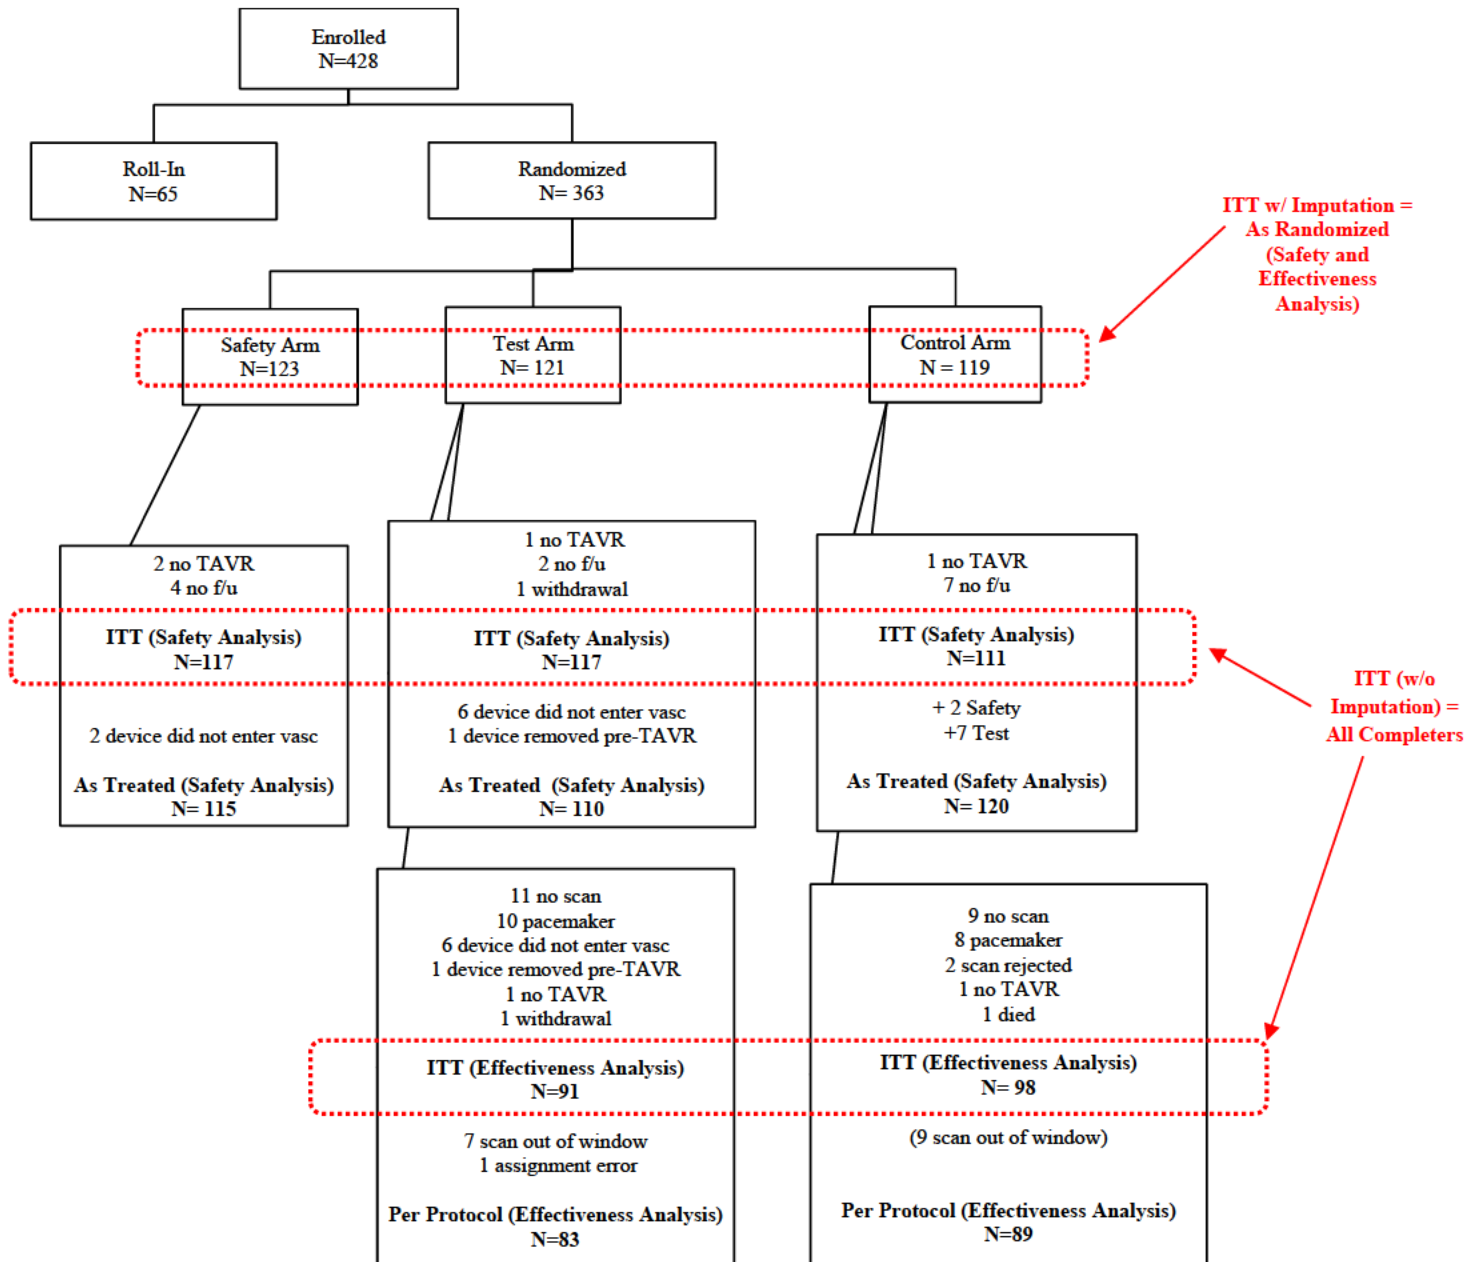 Enrolled
N=428
Roll-In
N=65
Randomized
N= 363
ITT w/ Imputation =
As Randomized
(Safety and
Effectiveness
Analysis)
Safety Arm
N=123
Test Arm
N= 121
Control Arm
N = 119
2 no TAVR
4 no f/u
ITT (Safety Analysis)
N=117
2 device did not enter vasc
As Treated (Safety Analysis)
N= 115
1 no TAVR
2 no f/u
1 withdrawal
ITT (Safety Analysis)
N=117
6 device did not enter vasc
1 device removed pre-TAVR
As Treated (Safety Analysis)
N= 110
1 no TAVR
7 no f/u
ITT (Safety Analysis)
N=111
+ 2 Safety
+7 Test
As Treated (Safety Analysis)
N= 120
ITT (w/o
Imputation) =
All Completers
11 no scan
10 pacemaker
6 device did not enter vasc
1 device removed pre-TAVR
1 no TAVR
1 withdrawal
ITT (Effectiveness Analysis)
N=91
7 scan out of window
1 assignment error
Per Protocol (Effectiveness Analysis)
N=83
9 no scan
8 pacemaker
2 scan rejected
1 no TAVR
1 died
ITT (Effectiveness Analysis)
N= 98
(9 scan out of window)
Per Protocol (Effectiveness Analysis)
N=89